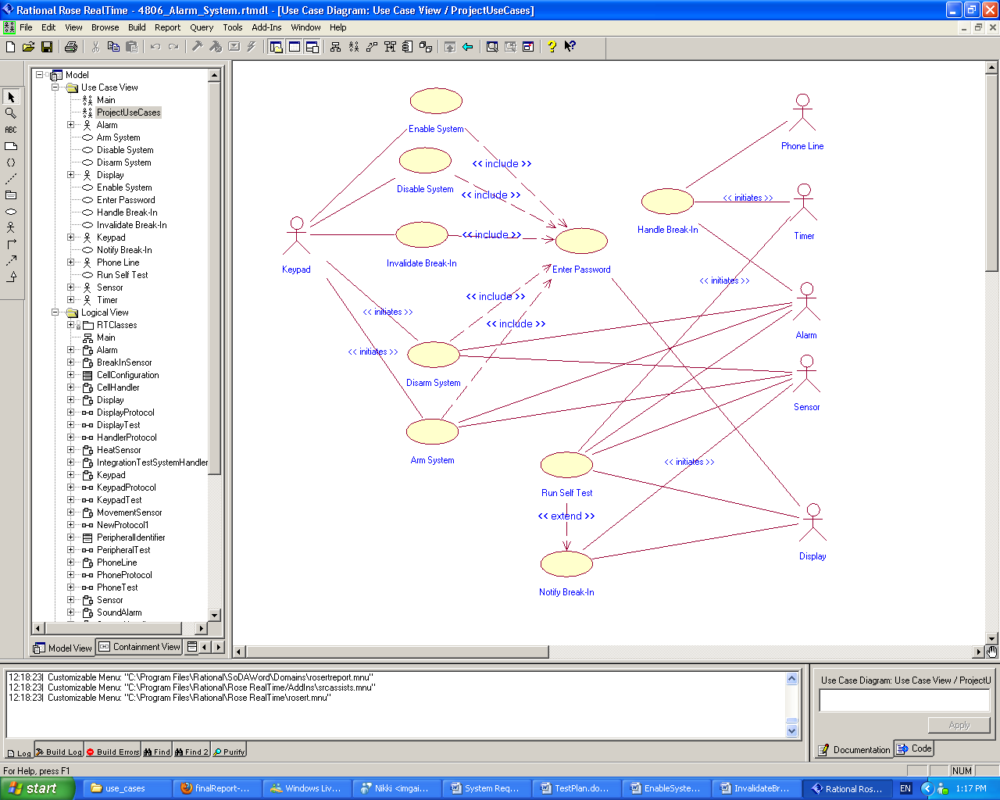 Rational Rose RealTime - 4806_Alarm_System.rtmdl - [Use Case Diagram: Use Case View / ProjectUseCases]
File Edit View Browse Build Report Query Tools Add-Ins Window Help
ABC
Model
Use Case View
Main
ProjectUseCases
Alarm
Arm System
Disable System
Disarm System
Display
Enable System
Enter Password
Handle Break-In
Invalidate Break-In
Keypad
Notify Break-In
Phone Line
Run Self Test
Sensor
Timer
Logical View
RTClasses
Main
Alarm
BreakInSensor
CellConfiguration
CellHandler
Display
DisplayProtocol
DisplayTest
HandlerProtocol
HeatSensor
IntegrationTestSystemHandler
Keypad
KeypadProtocol
KeypadTest
MovementSensor
NewProtocol1
PeripheralIdentifier
PeripheralTest
PhoneLine
PhoneProtocol
PhoneTest
Sensor
SoundAlarm
Model View
Containment View
Enable System
<< include >>
Disable System
<< include >>
Keypad
<< include >>
Invalidate Break-In
Enter Password
<< include >>
<< initiates >>
<< include >>
<< initiates >>
Disarm System
Arm System
Phone Line
<< initiates >>
Handle Break-In
Timer
<< initiates >>
Alarm
Sensor
<< initiates >>
Run Self Test
<< extend >>
Display
Notify Break-In
12:18:23| Customizable Menu: "C:\Program Files\Rational\SoDAWord\Domains\rosertreport.mnu"
12:18:23| Customizable Menu: "C:\Program Files\Rational\Rose RealTime/AddIns\srcassists.mnu"
12:18:23| Customizable Menu: "C:\Program Files\Rational\Rose RealTime\rosert.mnu"
Log Build Log Build Errors Find Find 2 Purify
Use Case Diagram: Use Case View / ProjectU
Apply
Documentation Code
For Help, press F1
NUM
start
use_cases
finalReport-...
Windows Liv...
Nikki <imgai...
System Req...
TestPlan.do...
EnableSyste...
InvalidateBr...
Rational Ros...
EN
1:17 PM